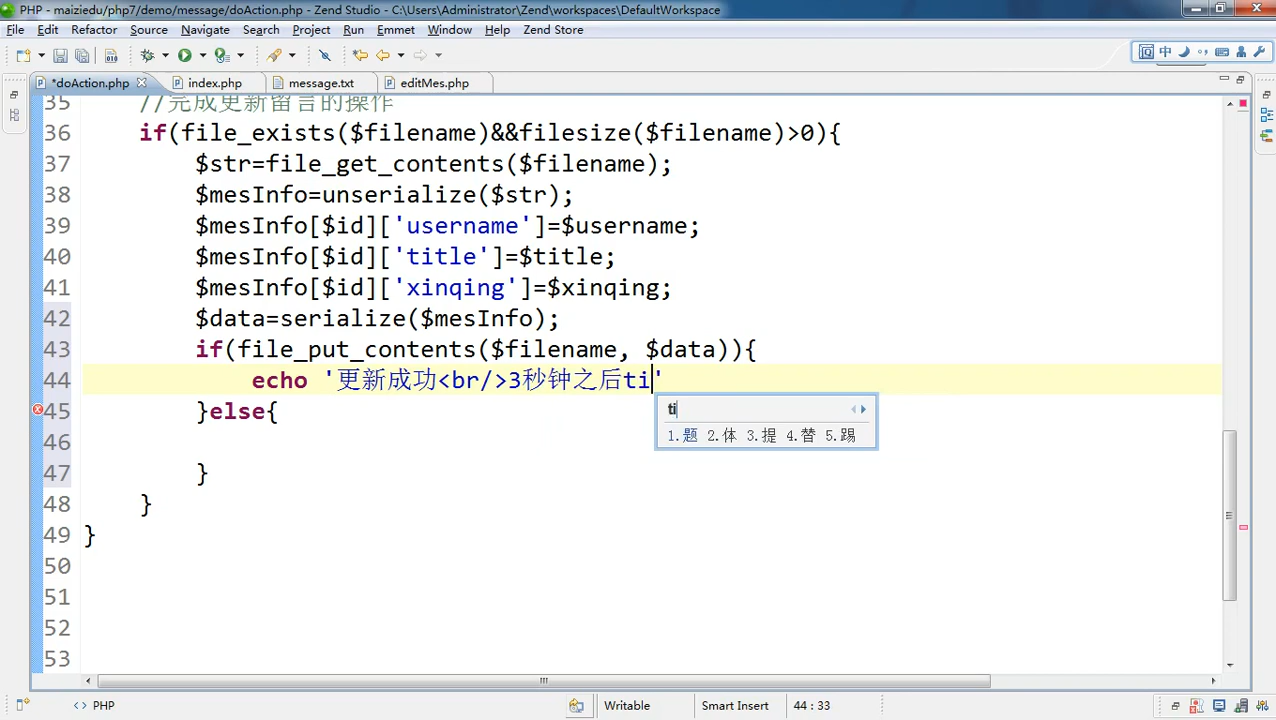 PHP - maiziedu/php7/demo/message/doAction.php - Zend Studio - C:\Users\Administrator\Zend\workspaces\DefaultWorkspace
File Edit Refactor Source Navigate Search Project Run Emmet Window Help Zend Store
中
*doAction.php index.php message.txt editMes.php
35 //完成更新留言的操作
36 if(file_exists($filename)&&filesize($filename)>0){
37 $str=file_get_contents($filename);
38 $mesInfo=unserialize($str);
39 $mesInfo[$id]['username']=$username;
40 $mesInfo[$id]['title']=$title;
41 $mesInfo[$id]['xinqing']=$xinqing;
42 $data=serialize($mesInfo);
43 if(file_put_contents($filename, $data)){
44 echo '更新成功<br/>3秒钟之后ti'
ti
45 }else{
1.题 2.体 3.提 4.替 5.踢
46
47 }
48 }
49 }
50
51
52
53
<> PHP Writable Smart Insert 44 : 33